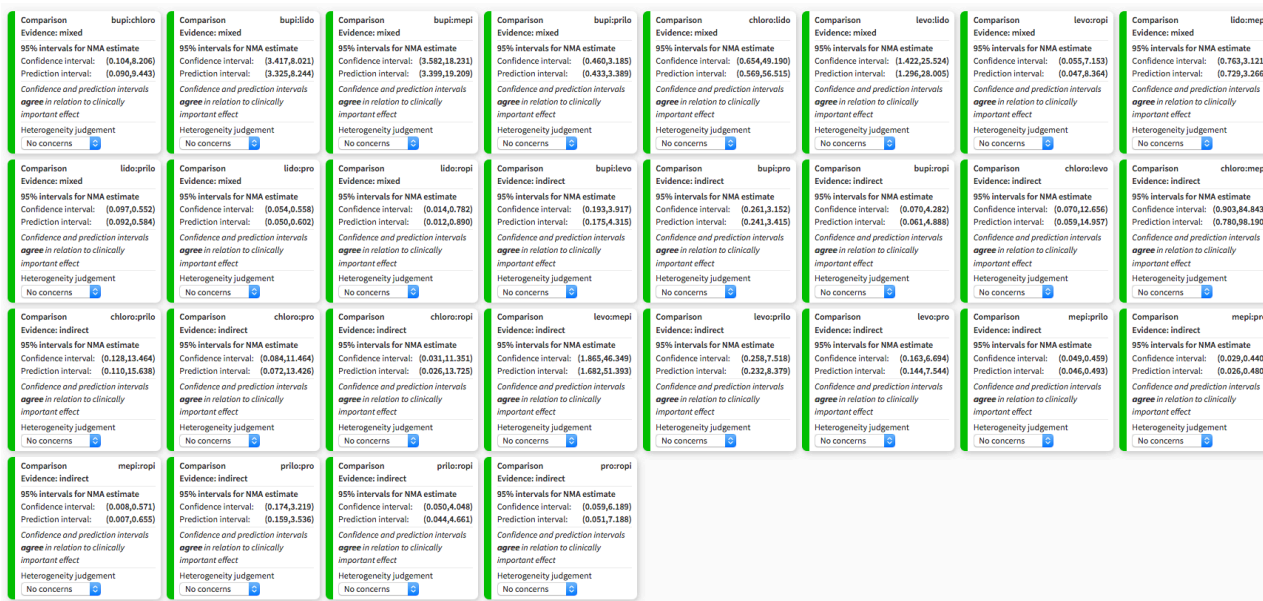 Comparison bupi:chloro
Evidence: mixed
95% intervals for NMA estimate
Confidence interval: (0.104,8.206)
Prediction interval: (0.090,9.443)
Confidence and prediction intervals
agree in relation to clinically
important effect
Heterogeneity judgement
No concerns
Comparison bupi:lido
Evidence: mixed
95% intervals for NMA estimate
Confidence interval: (3.417,8.021)
Prediction interval: (3.325,8.244)
Confidence and prediction intervals
agree in relation to clinically
important effect
Heterogeneity judgement
No concerns
Comparison bupi:mepi
Evidence: mixed
95% intervals for NMA estimate
Confidence interval: (3.582,18.231)
Prediction interval: (3.399,19.209)
Confidence and prediction intervals
agree in relation to clinically
important effect
Heterogeneity judgement
No concerns
Comparison bupi:prilo
Evidence: mixed
95% intervals for NMA estimate
Confidence interval: (0.460,3.185)
Prediction interval: (0.433,3.389)
Confidence and prediction intervals
agree in relation to clinically
important effect
Heterogeneity judgement
No concerns
Comparison chloro:lido
Evidence: mixed
95% intervals for NMA estimate
Confidence interval: (0.654,49.190)
Prediction interval: (0.569,56.515)
Confidence and prediction intervals
agree in relation to clinically
important effect
Heterogeneity judgement
No concerns
Comparison levo:lido
Evidence: mixed
95% intervals for NMA estimate
Confidence interval: (1.422,25.524)
Prediction interval: (1.296,28.005)
Confidence and prediction intervals
agree in relation to clinically
important effect
Heterogeneity judgement
No concerns
Comparison levo:ropi
Evidence: mixed
95% intervals for NMA estimate
Confidence interval: (0.055,7.153)
Prediction interval: (0.047,8.364)
Confidence and prediction intervals
agree in relation to clinically
important effect
Heterogeneity judgement
No concerns
Comparison lido:mep
Evidence: mixed
95% intervals for NMA estimate
Confidence interval: (0.763,3.121
Prediction interval: (0.729,3.266
Confidence and prediction intervals
agree in relation to clinically
important effect
Heterogeneity judgement
No concerns
Comparison lido:prilo
Evidence: mixed
95% intervals for NMA estimate
Confidence interval: (0.097,0.552)
Prediction interval: (0.092,0.584)
Confidence and prediction intervals
agree in relation to clinically
important effect
Heterogeneity judgement
No concerns
Comparison lido:pro
Evidence: mixed
95% intervals for NMA estimate
Confidence interval: (0.054,0.558)
Prediction interval: (0.050,0.602)
Confidence and prediction intervals
agree in relation to clinically
important effect
Heterogeneity judgement
No concerns
Comparison lido:ropi
Evidence: mixed
95% intervals for NMA estimate
Confidence interval: (0.014,0.782)
Prediction interval: (0.012,0.890)
Confidence and prediction intervals
agree in relation to clinically
important effect
Heterogeneity judgement
No concerns
Comparison bupi:levo
Evidence: indirect
95% intervals for NMA estimate
Confidence interval: (0.193,3.917)
Prediction interval: (0.175,4.315)
Confidence and prediction intervals
agree in relation to clinically
important effect
Heterogeneity judgement
No concerns
Comparison bupi:pro
Evidence: indirect
95% intervals for NMA estimate
Confidence interval: (0.261,3.152)
Prediction interval: (0.241,3.415)
Confidence and prediction intervals
agree in relation to clinically
important effect
Heterogeneity judgement
No concerns
Comparison bupi:ropi
Evidence: indirect
95% intervals for NMA estimate
Confidence interval: (0.070,4.282)
Prediction interval: (0.061,4.888)
Confidence and prediction intervals
agree in relation to clinically
important effect
Heterogeneity judgement
No concerns
Comparison chloro:levo
Evidence: indirect
95% intervals for NMA estimate
Confidence interval: (0.070,12.656)
Prediction interval: (0.059,14.957)
Confidence and prediction intervals
agree in relation to clinically
important effect
Heterogeneity judgement
No concerns
Comparison chloro:mep
Evidence: indirect
95% intervals for NMA estimate
Confidence interval: (0.903,84.843
Prediction interval: (0.780,98.190
Confidence and prediction intervals
agree in relation to clinically
important effect
Heterogeneity judgement
No concerns
Comparison chloro:prilo
Evidence: indirect
95% intervals for NMA estimate
Confidence interval: (0.128,13.464)
Prediction interval: (0.110,15.638)
Confidence and prediction intervals
agree in relation to clinically
important effect
Heterogeneity judgement
No concerns
Comparison chloro:pro
Evidence: indirect
95% intervals for NMA estimate
Confidence interval: (0.084,11.464)
Prediction interval: (0.072,13.426)
Confidence and prediction intervals
agree in relation to clinically
important effect
Heterogeneity judgement
No concerns
Comparison chloro:ropi
Evidence: indirect
95% intervals for NMA estimate
Confidence interval: (0.031,11.351)
Prediction interval: (0.026,13.725)
Confidence and prediction intervals
agree in relation to clinically
important effect
Heterogeneity judgement
No concerns
Comparison levo:mepi
Evidence: indirect
95% intervals for NMA estimate
Confidence interval: (1.865,46.349)
Prediction interval: (1.682,51.393)
Confidence and prediction intervals
agree in relation to clinically
important effect
Heterogeneity judgement
No concerns
Comparison levo:prilo
Evidence: indirect
95% intervals for NMA estimate
Confidence interval: (0.258,7.518)
Prediction interval: (0.232,8.379)
Confidence and prediction intervals
agree in relation to clinically
important effect
Heterogeneity judgement
No concerns
Comparison levo:pro
Evidence: indirect
95% intervals for NMA estimate
Confidence interval: (0.163,6.694)
Prediction interval: (0.144,7.544)
Confidence and prediction intervals
agree in relation to clinically
important effect
Heterogeneity judgement
No concerns
Comparison mepi:prilo
Evidence: indirect
95% intervals for NMA estimate
Confidence interval: (0.049,0.459)
Prediction interval: (0.046,0.493)
Confidence and prediction intervals
agree in relation to clinically
important effect
Heterogeneity judgement
No concerns
Comparison mepi:pro
Evidence: indirect
95% intervals for NMA estimate
Confidence interval: (0.029,0.440
Prediction interval: (0.026,0.480
Confidence and prediction intervals
agree in relation to clinically
important effect
Heterogeneity judgement
No concerns
Comparison mepi:ropi
Evidence: indirect
95% intervals for NMA estimate
Confidence interval: (0.008,0.571)
Prediction interval: (0.007,0.655)
Confidence and prediction intervals
agree in relation to clinically
important effect
Heterogeneity judgement
No concerns
Comparison prilo:pro
Evidence: indirect
95% intervals for NMA estimate
Confidence interval: (0.174,3.219)
Prediction interval: (0.159,3.536)
Confidence and prediction intervals
agree in relation to clinically
important effect
Heterogeneity judgement
No concerns
Comparison prilo:ropi
Evidence: indirect
95% intervals for NMA estimate
Confidence interval: (0.050,4.048)
Prediction interval: (0.044,4.661)
Confidence and prediction intervals
agree in relation to clinically
important effect
Heterogeneity judgement
No concerns
Comparison pro:ropi
Evidence: indirect
95% intervals for NMA estimate
Confidence interval: (0.059,6.189)
Prediction interval: (0.051,7.188)
Confidence and prediction intervals
agree in relation to clinically
important effect
Heterogeneity judgement
No concerns